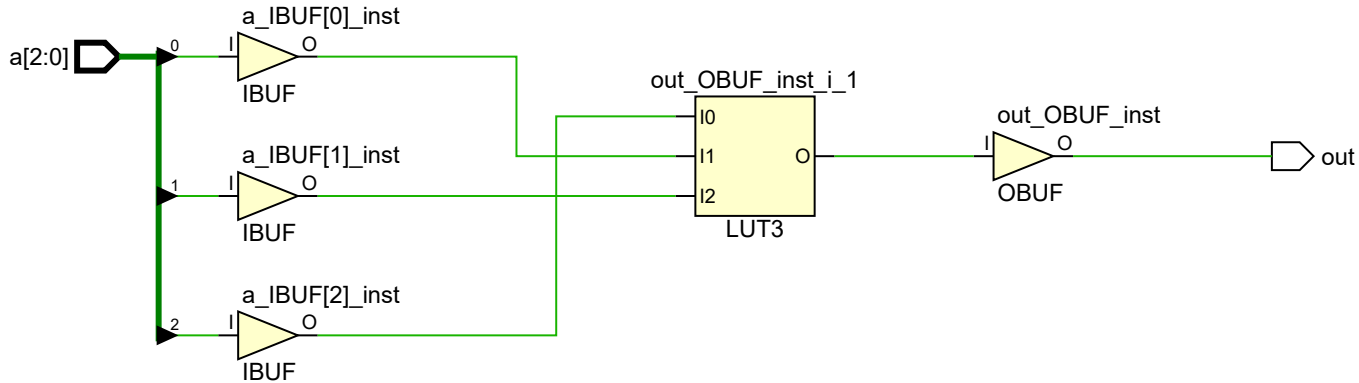 a[2:0]
0
a_IBUF[0]_inst
I
O
IBUF
1
a_IBUF[1]_inst
I
O
IBUF
2
a_IBUF[2]_inst
I
O
IBUF
out_OBUF_inst_i_1
I0
I1
I2
O
LUT3
out_OBUF_inst
I
O
OBUF
out